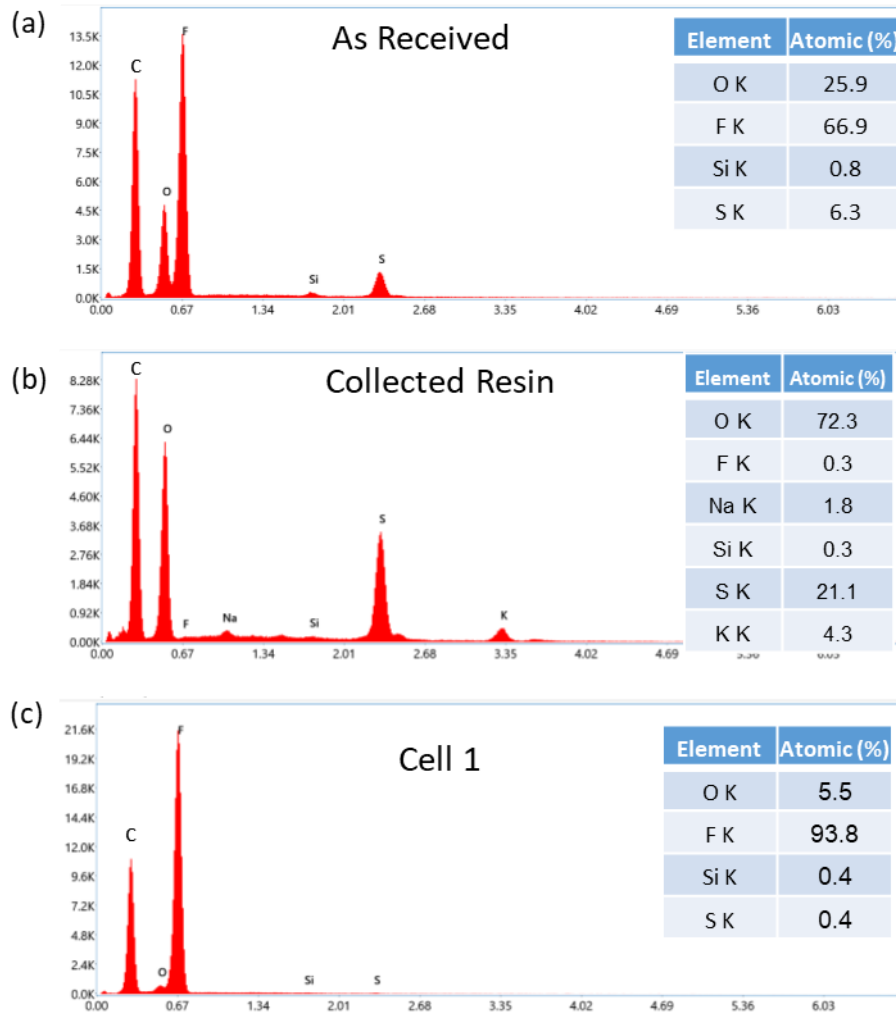 (a)
As Received
13.5K
12.0K
10.5K
9.0K
7.5K
6.0K
4.5K
3.0K
1.5K
0.0K
C
O
F
Si
S
0.00 0.67 1.34 2.01 2.68 3.35 4.02 4.69 5.36 6.03
Element Atomic (%)
O K 25.9
F K 66.9
Si K 0.8
S K 6.3
(b)
Collected Resin
8.28K
7.36K
6.44K
5.52K
4.60K
3.68K
2.76K
1.84K
0.92K
0.00K
C
O
F
Na
Si
S
K
0.00 0.67 1.34 2.01 2.68 3.35 4.02 4.69 5.36 6.03
Element Atomic (%)
O K 72.3
F K 0.3
Na K 1.8
Si K 0.3
S K 21.1
K K 4.3
(c)
Cell 1
21.6K
19.2K
16.8K
14.4K
12.0K
9.6K
7.2K
4.8K
2.4K
0.0K
C
O
F
Si
S
0.00 0.67 1.34 2.01 2.68 3.35 4.02 4.69 5.36 6.03
Element Atomic (%)
O K 5.5
F K 93.8
Si K 0.4
S K 0.4